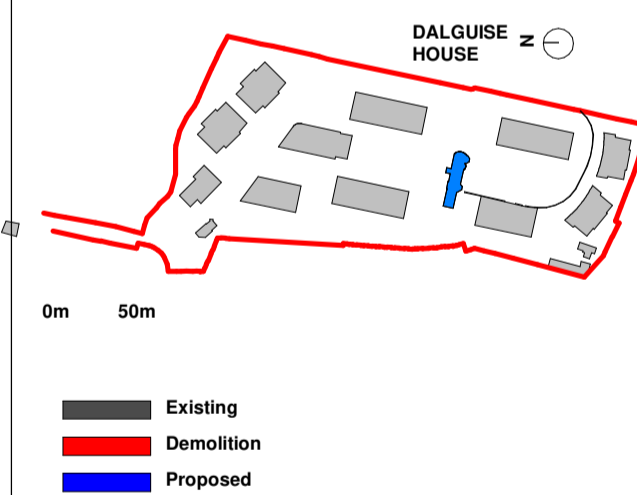 DALGUISE
HOUSE
N
0m 50m
Existing
Demolition
Proposed